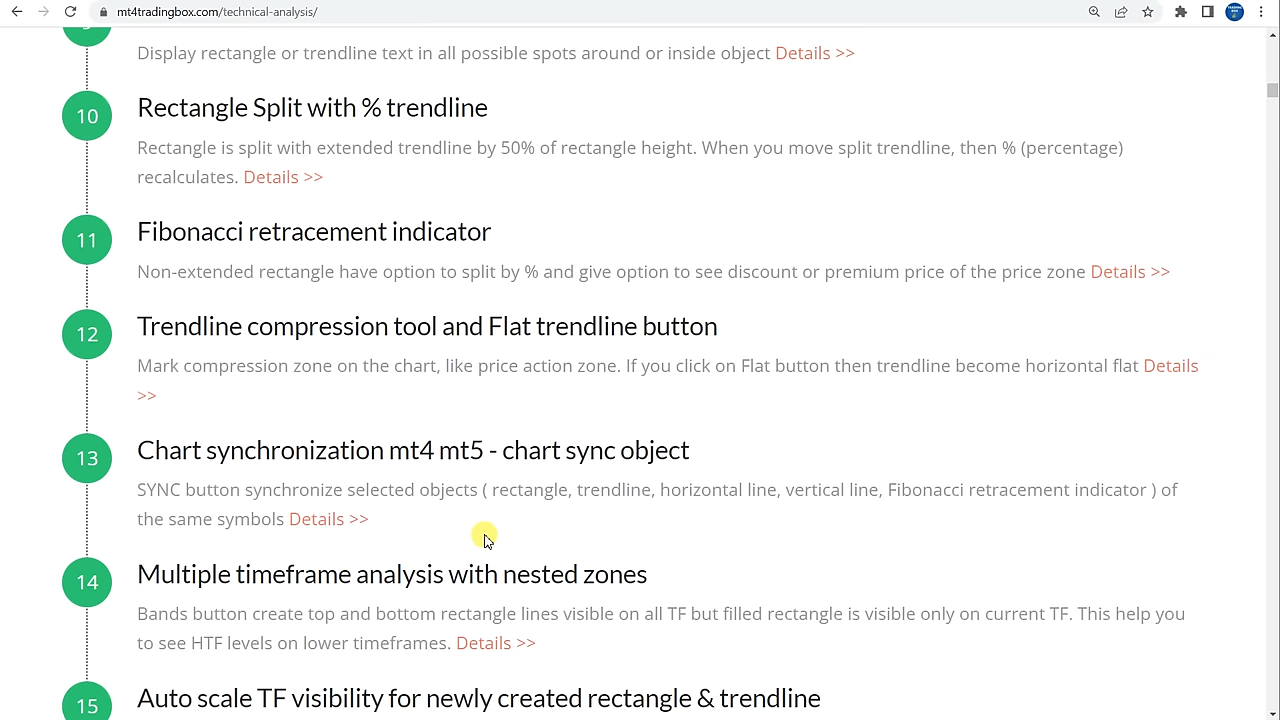 mt4tradingbox.com/technical-analysis/
Display rectangle or trendline text in all possible spots around or inside object Details >>
10
Rectangle Split with % trendline
Rectangle is split with extended trendline by 50% of rectangle height. When you move split trendline, then % (percentage)
recalculates. Details >>
11
Fibonacci retracement indicator
Non-extended rectangle have option to split by % and give option to see discount or premium price of the price zone Details >>
12
Trendline compression tool and Flat trendline button
Mark compression zone on the chart, like price action zone. If you click on Flat button then trendline become horizontal flat Details
>>
13
Chart synchronization mt4 mt5 - chart sync object
SYNC button synchronize selected objects ( rectangle, trendline, horizontal line, vertical line, Fibonacci retracement indicator ) of
the same symbols Details >>
14
Multiple timeframe analysis with nested zones
Bands button create top and bottom rectangle lines visible on all TF but filled rectangle is visible only on current TF. This help you
to see HTF levels on lower timeframes. Details >>
15
Auto scale TF visibility for newly created rectangle & trendline